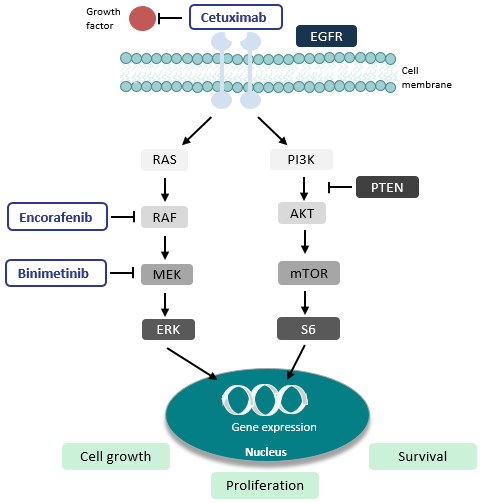 Growth
factor
Cetuximab
EGFR
Cell
membrane
RAS
PI3K
PTEN
Encorafenib
RAF
AKT
Binimetinib
MEK
mTOR
ERK
S6
Gene expression
Nucleus
Cell growth
Survival
Proliferation